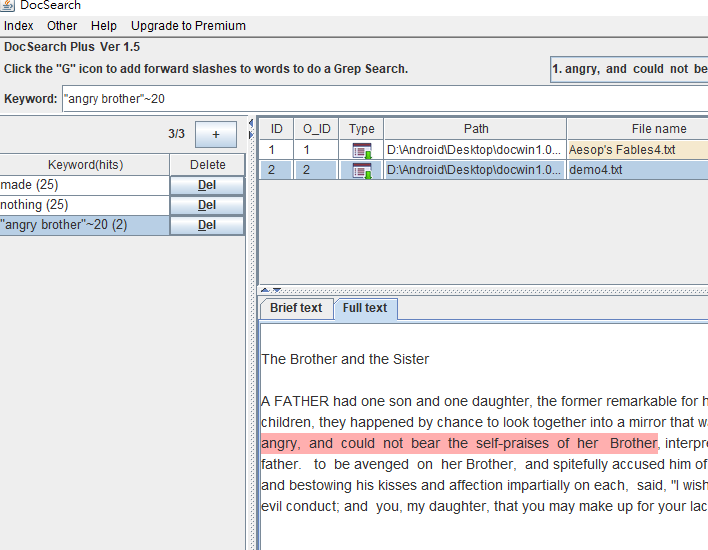 DocSearch
Index Other Help Upgrade to Premium
DocSearch Plus Ver 1.5
Click the "G" icon to add forward slashes to words to do a Grep Search.
1. angry, and could not be
Keyword: "angry brother"~20
3/3 +
Keyword(hits) Delete
made (25) Del
nothing (25) Del
"angry brother"~20 (2) Del
ID O_ID Type Path File name
1 1 D:\Android\Desktop\docwin1.0... Aesop's Fables4.txt
2 2 D:\Android\Desktop\docwin1.0... demo4.txt
Brief text Full text
The Brother and the Sister
A FATHER had one son and one daughter, the former remarkable for h
children, they happened by chance to look together into a mirror that wa
angry, and could not bear the self-praises of her Brother, interpre
father. to be avenged on her Brother, and spitefully accused him of
and bestowing his kisses and affection impartially on each, said, "I wish
evil conduct; and you, my daughter, that you may make up for your lac